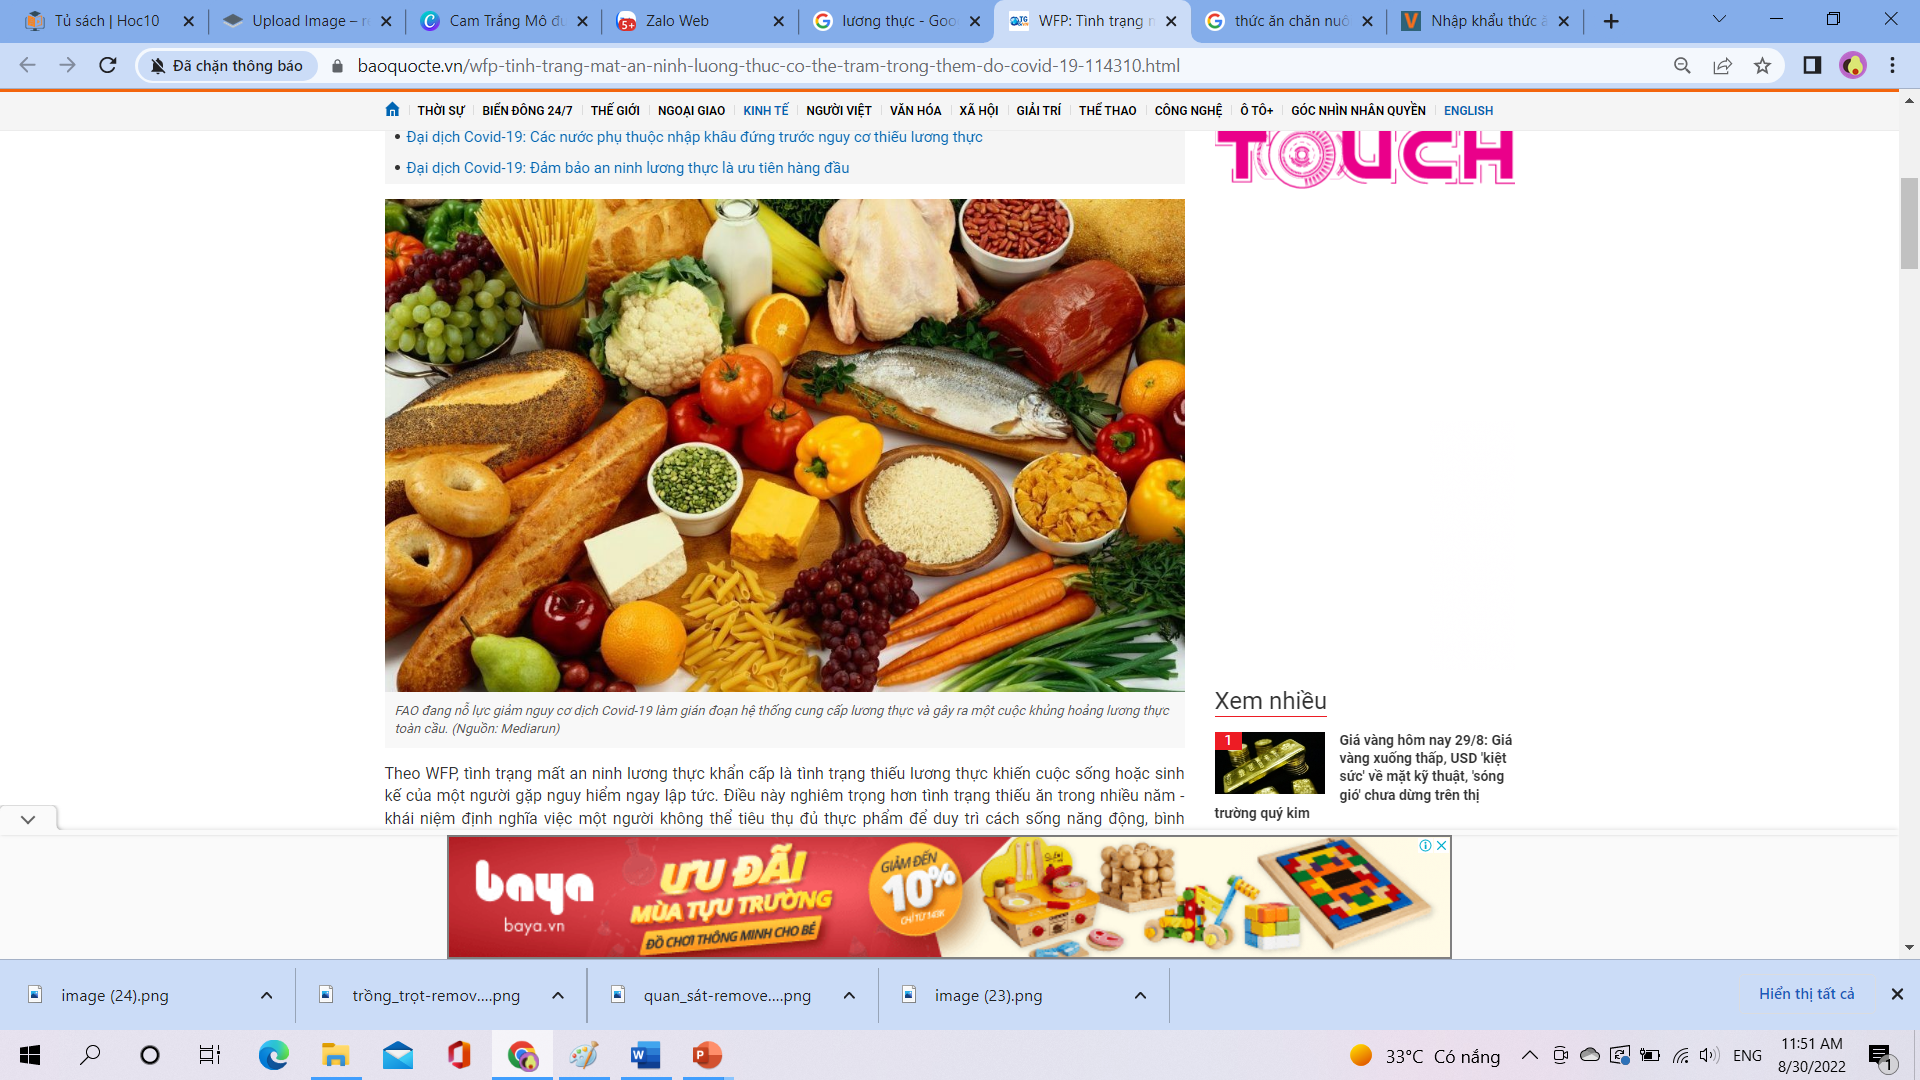 Tủ sách | Hoc10
Upload Image – r
Cam Trắng Mô đu
Zalo Web
lương thực - Goo
WFP: Tình trạng m
thức ăn chăn nuô
Nhập khẩu thức ă
Đã chặn thông báo
baoquocte.vn/wfp-tinh-trang-mat-an-ninh-luong-thuc-co-the-tram-trong-them-do-covid-19-114310.html
THỜI SỰ BIỂN ĐÔNG 24/7 THẾ GIỚI NGOẠI GIAO KINH TẾ NGƯỜI VIỆT VĂN HÓA XÃ HỘI GIẢI TRÍ THỂ THAO CÔNG NGHỆ Ô TÔ+ GÓC NHÌN NHÂN QUYỀN ENGLISH
Đại dịch Covid-19: Các nước phụ thuộc nhập khẩu đứng trước nguy cơ thiếu lương thực
Đại dịch Covid-19: Đảm bảo an ninh lương thực là ưu tiên hàng đầu
TOUCH
FAO đang nỗ lực giảm nguy cơ dịch Covid-19 làm gián đoạn hệ thống cung cấp lương thực và gây ra một cuộc khủng hoảng lương thực
toàn cầu. (Nguồn: Mediarun)
Theo WFP, tình trạng mất an ninh lương thực khẩn cấp là tình trạng thiếu lương thực khiến cuộc sống hoặc sinh
kế của một người gặp nguy hiểm ngay lập tức. Điều này nghiêm trọng hơn tình trạng thiếu ăn trong nhiều năm -
khái niệm định nghĩa việc một người không thể tiêu thụ đủ thực phẩm để duy trì cách sống năng động, bình
Xem nhiều
1
Giá vàng hôm nay 29/8: Giá
vàng xuống thấp, USD 'kiệt
sức' về mặt kỹ thuật, 'sóng
gió' chưa dừng trên thị
trường quý kim
baya
baya.vn
ƯU ĐÃI
MÙA TỰU TRƯỜNG
ĐỒ CHƠI THÔNG MINH CHO BÉ
GIẢM ĐẾN
10%
CHỈ TỪ 149K
image (24).png
trồng_trọt-remov....png
quan_sát-remove....png
image (23).png
Hiển thị tất cả
33°C Có nắng
ENG
11:51 AM
8/30/2022
1